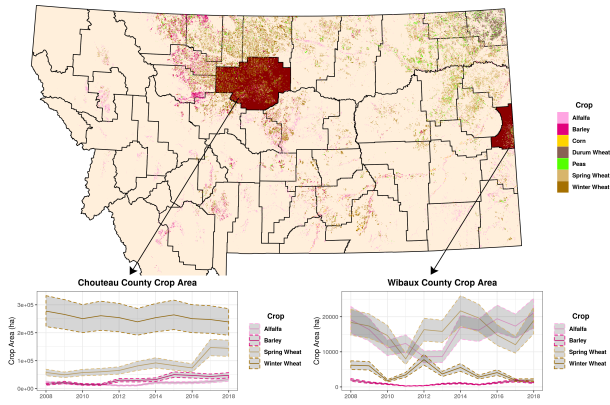 Crop
Alfalfa
Barley
Corn
Durum Wheat
Peas
Spring Wheat
Winter Wheat
Chouteau County Crop Area
Crop Area (ha)
3e+05
2e+05
1e+05
0e+00
2008
2010
2012
2014
2016
2018
Crop
Alfalfa
Barley
Spring Wheat
Winter Wheat
Wibaux County Crop Area
Crop Area (ha)
20000
10000
0
2008
2010
2012
2014
2016
2018
Crop
Alfalfa
Barley
Spring Wheat
Winter Wheat